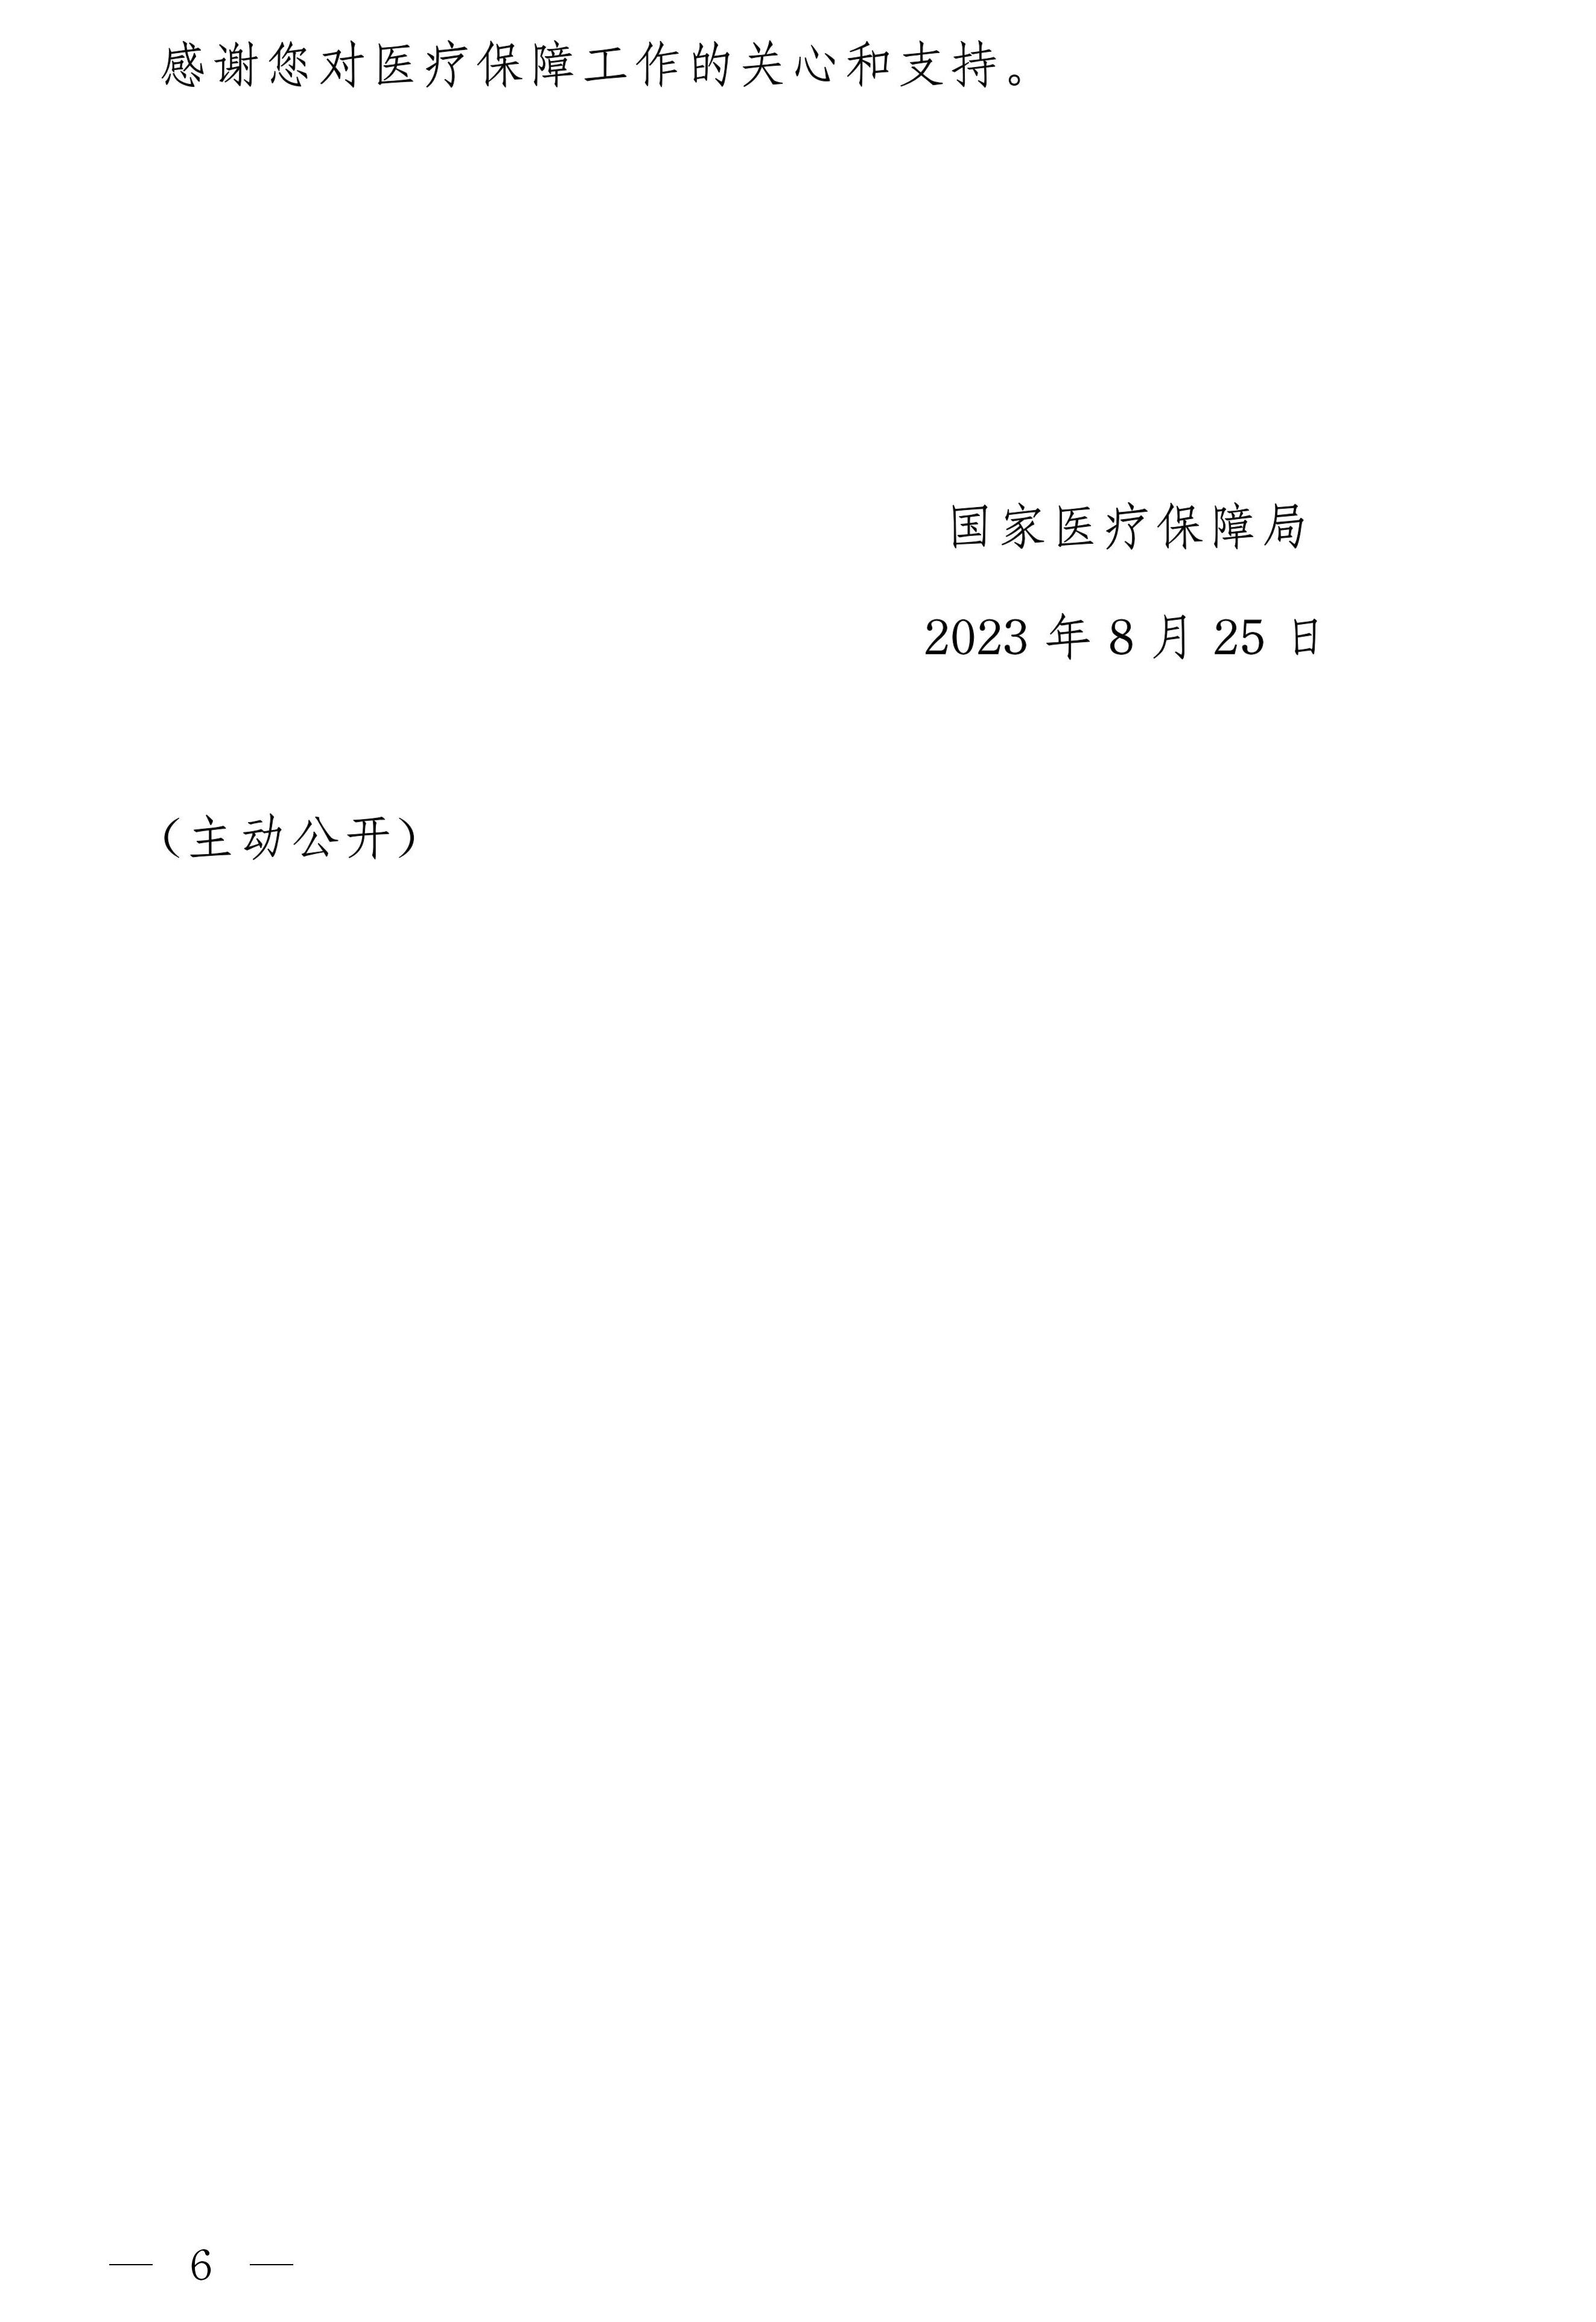 感谢您对医疗保障工作的关心和支持。
国家医疗保障局
2023 年 8 月 25 日
（主动公开）
— 6 —